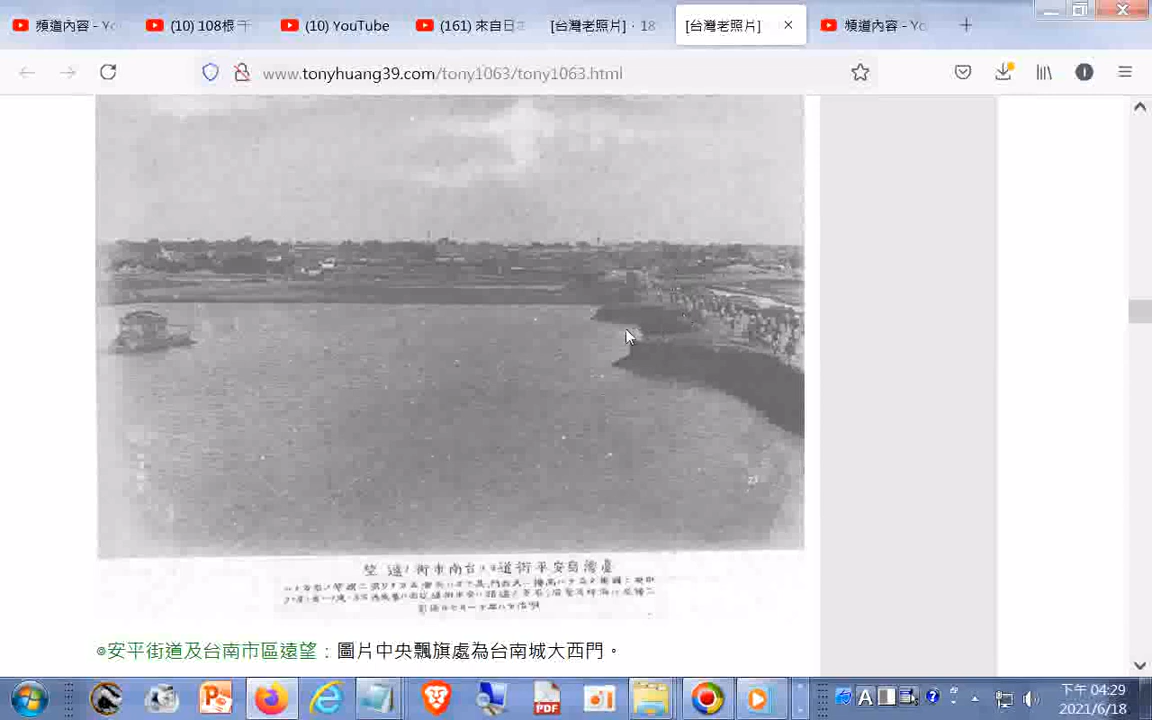 頻道內容 - Yo
(10) 108根
(10) YouTube
(161) 來自日
[台灣老照片]．18
[台灣老照片]
頻道內容 - Yo
www.tonyhuang39.com/tony1063/tony1063.html
臺灣島安平街道ヨリ台南市街ノ遠望
◎安平街道及台南市區遠望：圖片中央飄旗處為台南城大西門。
PDF
A
下午 04:29
2021/6/18